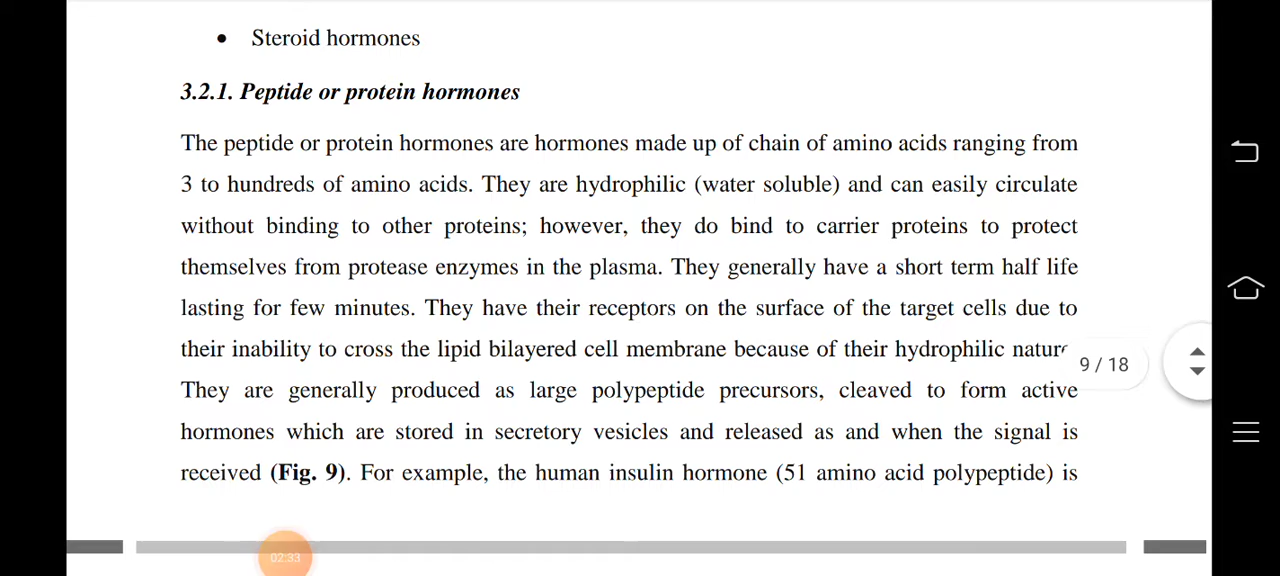 • Steroid hormones
3.2.1. Peptide or protein hormones
The peptide or protein hormones are hormones made up of chain of amino acids ranging from
3 to hundreds of amino acids. They are hydrophilic (water soluble) and can easily circulate
without binding to other proteins; however, they do bind to carrier proteins to protect
themselves from protease enzymes in the plasma. They generally have a short term half life
lasting for few minutes. They have their receptors on the surface of the target cells due to
their inability to cross the lipid bilayered cell membrane because of their hydrophilic nature
9 / 18
They are generally produced as large polypeptide precursors, cleaved to form active
hormones which are stored in secretory vesicles and released as and when the signal is
received (Fig. 9). For example, the human insulin hormone (51 amino acid polypeptide) is
02:33